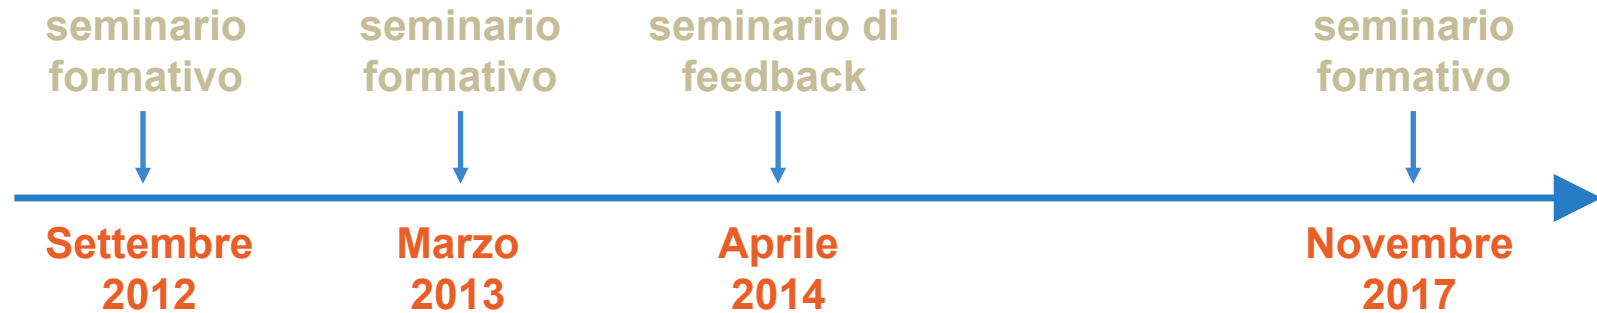 seminario
formativo
seminario
formativo
seminario di
feedback
seminario
formativo
Settembre
2012
Marzo
2013
Aprile
2014
Novembre
2017